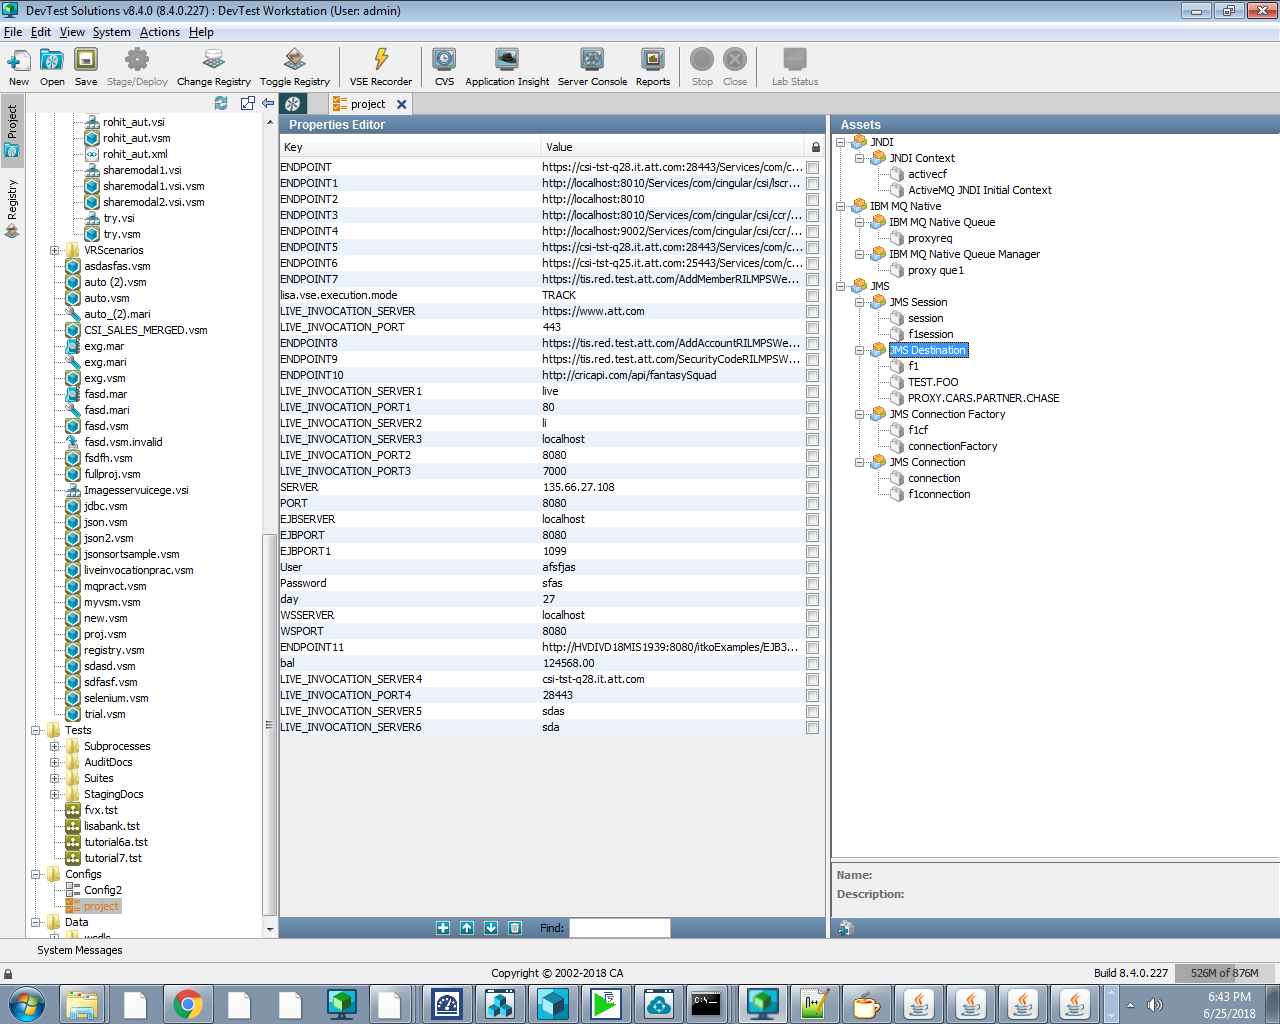 DevTest Solutions v8.4.0 (8.4.0.227) : DevTest Workstation (User: admin)
File Edit View System Actions Help
New Open Save Stage/Deploy Change Registry Toggle Registry VSE Recorder CVS Application Insight Server Console Reports Stop Close Lab Status
Project
Registry
rohit_aut.vsi
rohit_aut.vsm
rohit_aut.xml
sharemodal1.vsi
sharemodal1.vsi.vsm
sharemodal2.vsi.vsm
try.vsi
try.vsm
VRScenarios
asdasfas.vsm
auto (2).vsm
auto.vsm
auto_(2).mari
CSI_SALES_MERGED.vsm
exg.mar
exg.mari
exg.vsm
fasd.mar
fasd.mari
fasd.vsm
fasd.vsm.invalid
fsdfh.vsm
fullproj.vsm
Imagesservuicege.vsi
jdbc.vsm
json.vsm
json2.vsm
jsonsortsample.vsm
liveinvocationprac.vsm
mqpract.vsm
myvsm.vsm
new.vsm
proj.vsm
registry.vsm
sdasd.vsm
sdfasf.vsm
selenium.vsm
trial.vsm
Tests
Subprocesses
AuditDocs
Suites
StagingDocs
fvx.tst
lisabank.tst
tutorial6a.tst
tutorial7.tst
Configs
Config2
project
Data
wsdls
project
Properties Editor
Key Value
ENDPOINT https://csi-tst-q28.it.att.com:28443/Services/com/c...
ENDPOINT1 http://localhost:8010/Services/com/cingular/csi/lscr...
ENDPOINT2 http://localhost:8010
ENDPOINT3 http://localhost:8010/Services/com/cingular/csi/ccr/...
ENDPOINT4 http://localhost:9002/Services/com/cingular/csi/ccr/...
ENDPOINT5 https://csi-tst-q28.it.att.com:28443/Services/com/c...
ENDPOINT6 https://csi-tst-q25.it.att.com:25443/Services/com/c...
ENDPOINT7 https://tis.red.test.att.com/AddMemberRILMPSWe...
lisa.vse.execution.mode TRACK
LIVE_INVOCATION_SERVER https://www.att.com
LIVE_INVOCATION_PORT 443
ENDPOINT8 https://tis.red.test.att.com/AddAccountRILMPSWe...
ENDPOINT9 https://tis.red.test.att.com/SecurityCodeRILMPSW...
ENDPOINT10 http://cricapi.com/api/fantasySquad
LIVE_INVOCATION_SERVER1 live
LIVE_INVOCATION_PORT1 80
LIVE_INVOCATION_SERVER2 li
LIVE_INVOCATION_SERVER3 localhost
LIVE_INVOCATION_PORT2 8080
LIVE_INVOCATION_PORT3 7000
SERVER 135.66.27.108
PORT 8080
EJBSERVER localhost
EJBPORT 8080
EJBPORT1 1099
User afsfjas
Password sfas
day 27
WSSERVER localhost
WSPORT 8080
ENDPOINT11 http://HVDIVD18MIS1939:8080/itkoExamples/EJB3...
bal 124568.00
LIVE_INVOCATION_SERVER4 csi-tst-q28.it.att.com
LIVE_INVOCATION_PORT4 28443
LIVE_INVOCATION_SERVER5 sdas
LIVE_INVOCATION_SERVER6 sda
Find:
Assets
JNDI
JNDI Context
activecf
ActiveMQ JNDI Initial Context
IBM MQ Native
IBM MQ Native Queue
proxyreq
IBM MQ Native Queue Manager
proxy que1
JMS
JMS Session
session
f1session
JMS Destination
f1
TEST.FOO
PROXY.CARS.PARTNER.CHASE
JMS Connection Factory
f1cf
connectionFactory
JMS Connection
connection
f1connection
Name:
Description:
System Messages
Copyright © 2002-2018 CA
Build 8.4.0.227 526M of 876M
6:43 PM
6/25/2018